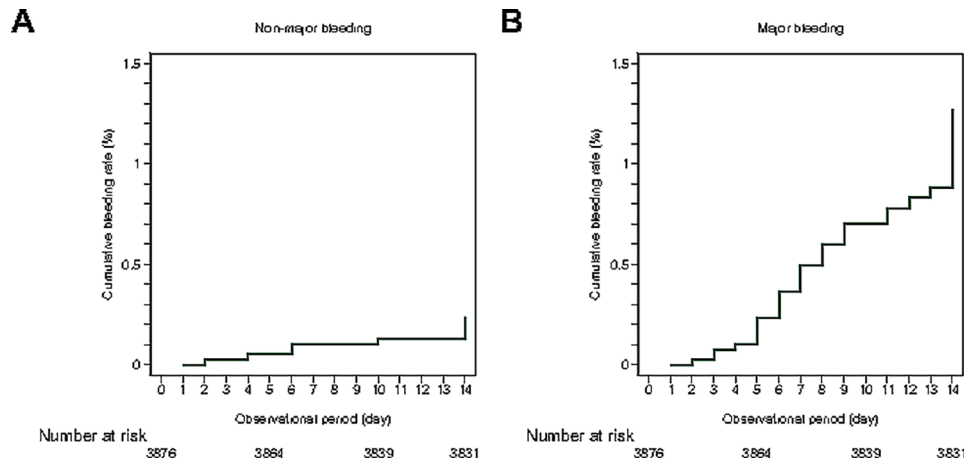 A
Non-major bleeding
Cumulative bleeding rate (%)
1.5
1
0.5
0
0 1 2 3 4 5 6 7 8 9 10 11 12 13 14
Observational period (day)
Number at risk
3876 3864 3839 3831
B
Major bleeding
Cumulative bleeding rate (%)
1.5
1
0.5
0
0 1 2 3 4 5 6 7 8 9 10 11 12 13 14
Observational period (day)
Number at risk
3876 3864 3839 3831